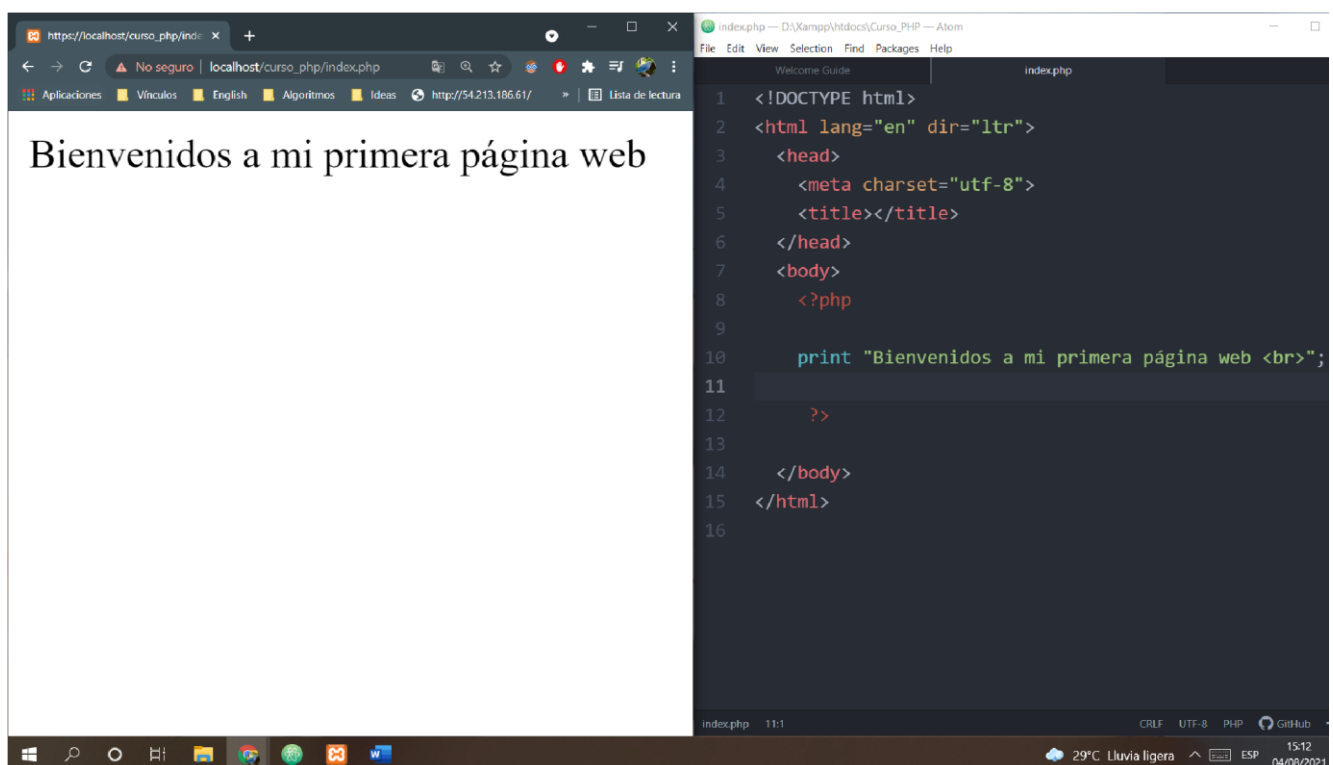 https://localhost/curso_php/inde
No seguro | localhost/curso_php/index.php
Aplicaciones Vínculos English Algoritmos Ideas http://54.213.186.61/ » Lista de lectura
Bienvenidos a mi primera página web
index.php — D:\Xampp\htdocs\Curso_PHP — Atom
File Edit View Selection Find Packages Help
Welcome Guide index.php
1 <!DOCTYPE html>
2 <html lang="en" dir="ltr">
3 <head>
4 <meta charset="utf-8">
5 <title></title>
6 </head>
7 <body>
8 <?php
9
10 print "Bienvenidos a mi primera página web <br>";
11
12 ?>
13
14 </body>
15 </html>
16
index.php 11:1 CRLF UTF-8 PHP GitHub
29°C Lluvia ligera ESP 15:12
04/08/2021